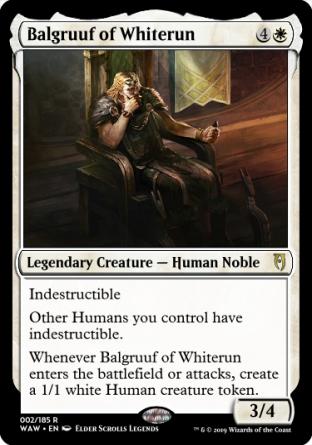 Balgruuf of Whiterun 4
Legendary Creature — Human Noble
Indestructible
Other Humans you control have
indestructible.
Whenever Balgruuf of Whiterun
enters the battlefield or attacks, create
a 1/1 white Human creature token.
3/4
002/185 R
WAW • EN ELDER SCROLLS LEGENDS
™ & © 2019 Wizards of the Coast